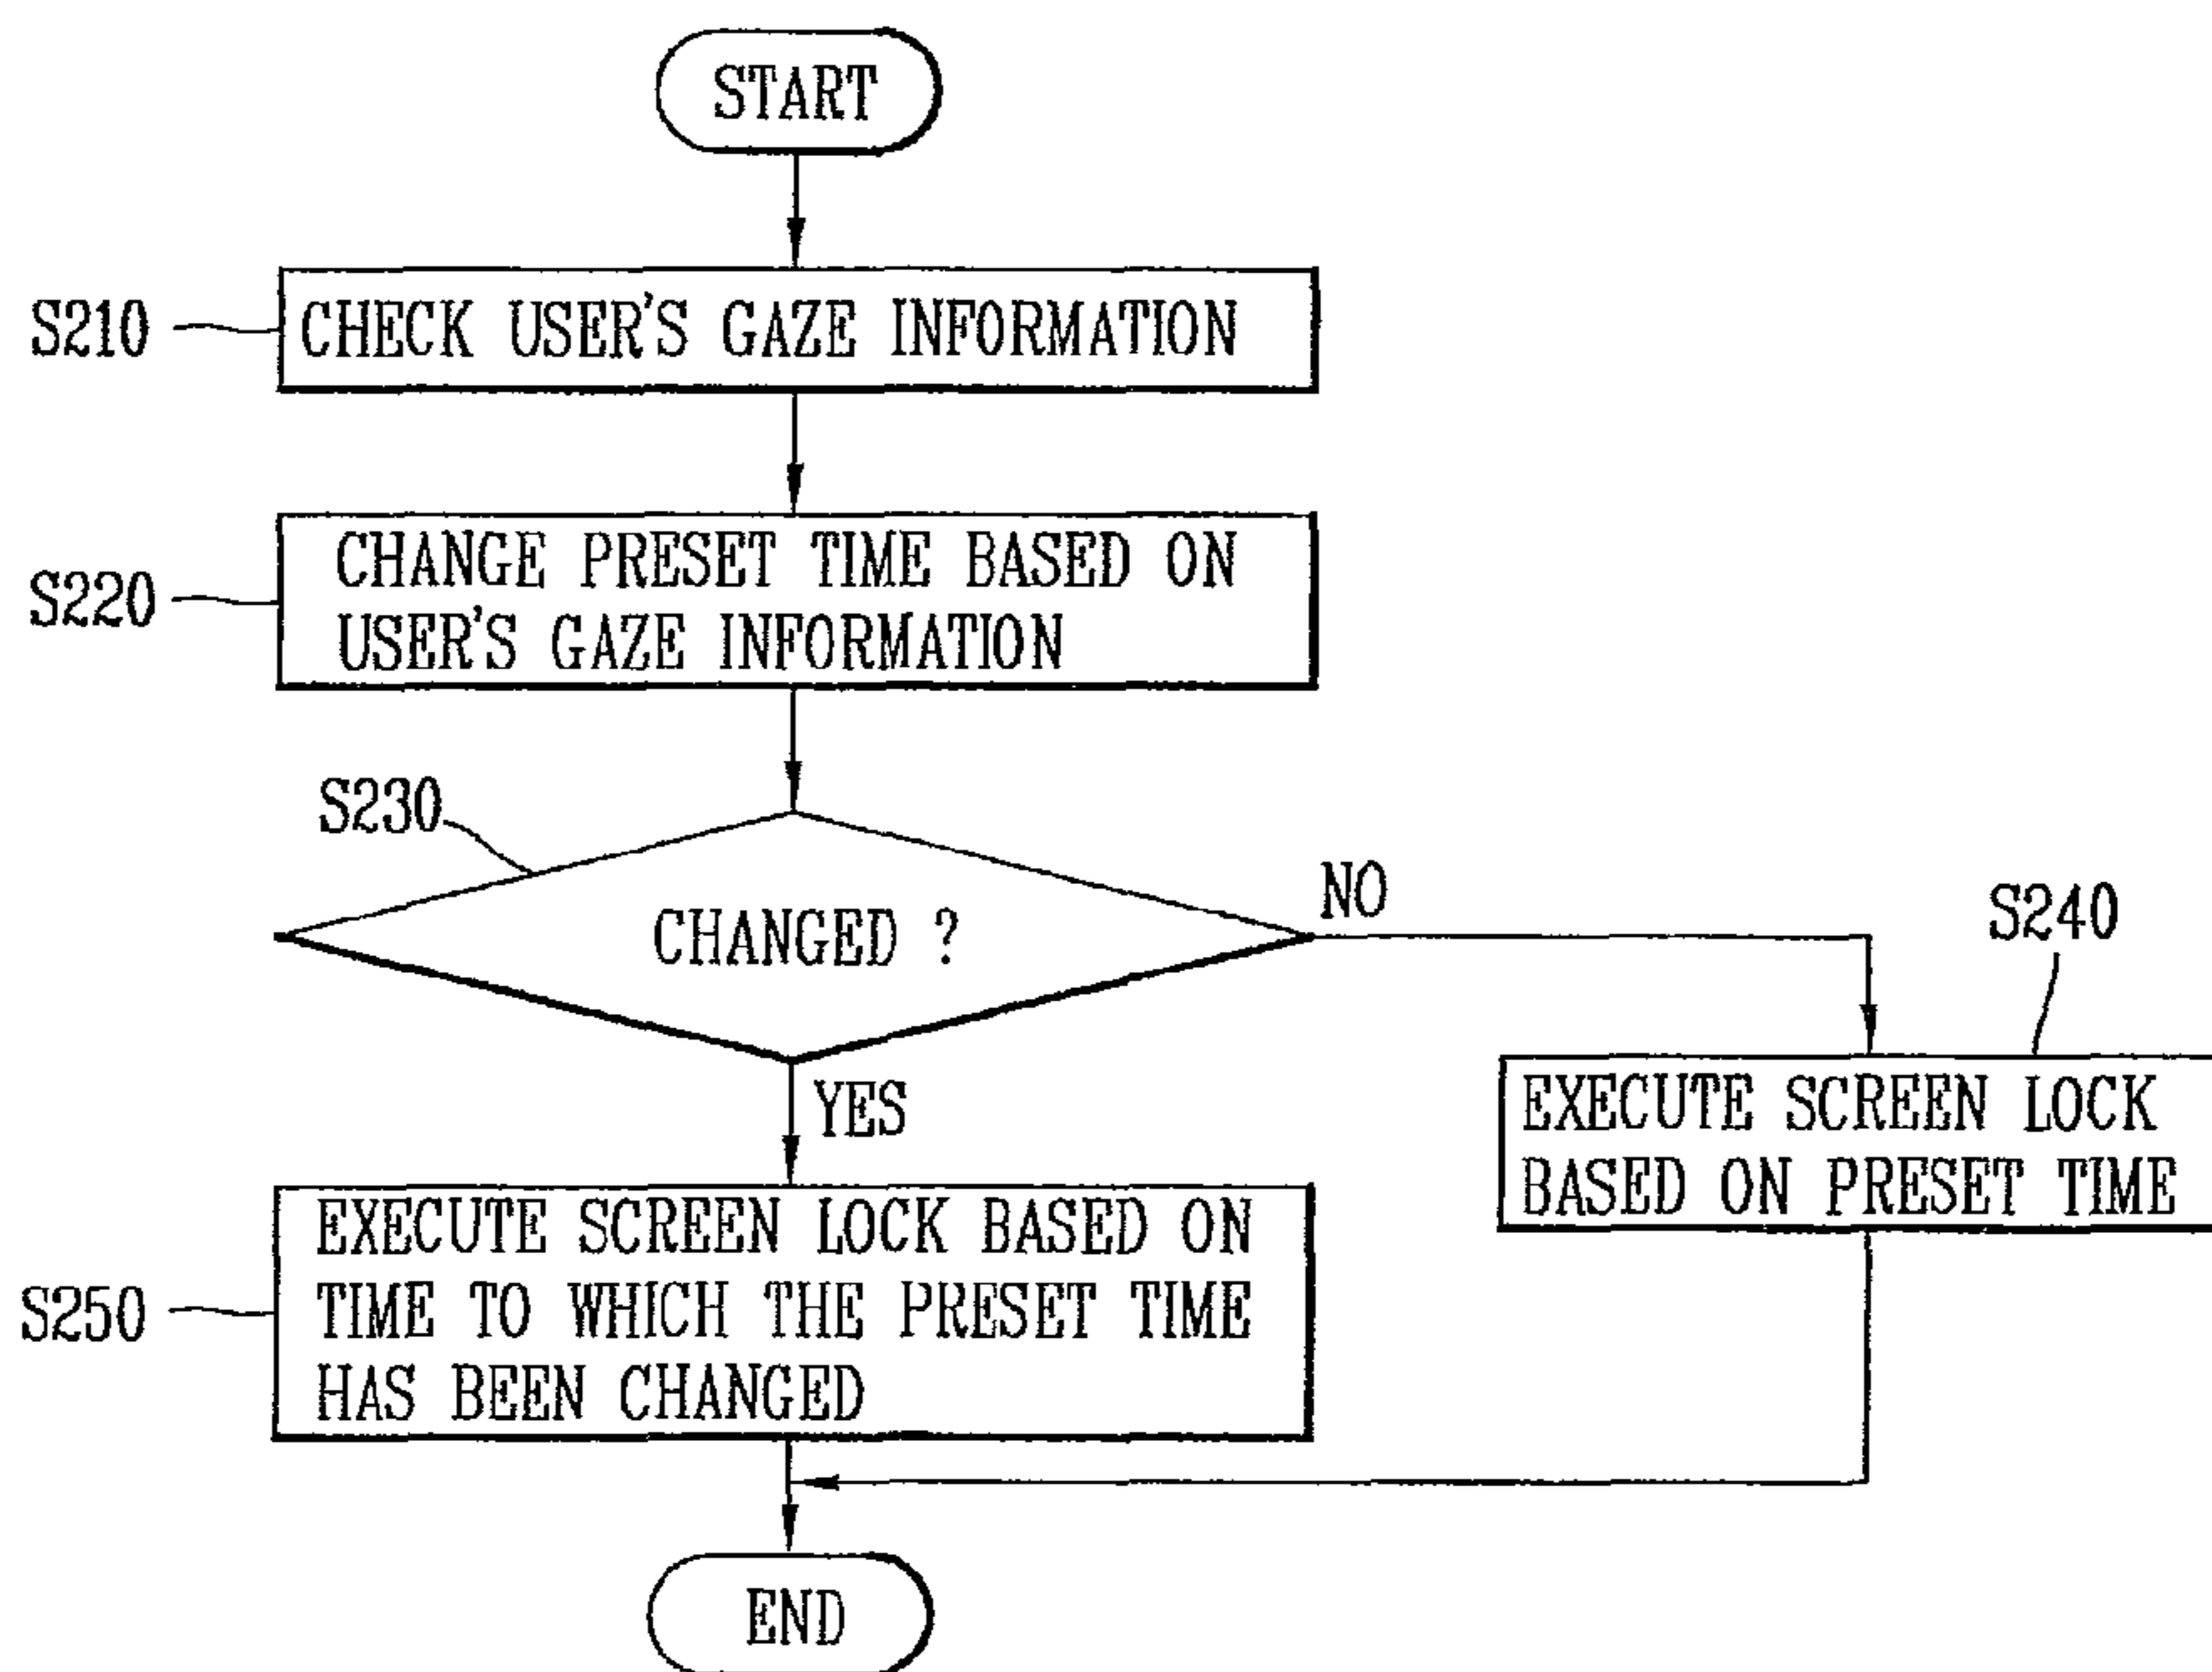 START
S210
CHECK USER'S GAZE INFORMATION
S220
CHANGE PRESET TIME BASED ON
USER'S GAZE INFORMATION
S230
CHANGED ?
NO
S240
YES
EXECUTE SCREEN LOCK
BASED ON PRESET TIME
S250
EXECUTE SCREEN LOCK BASED ON
TIME TO WHICH THE PRESET TIME
HAS BEEN CHANGED
END